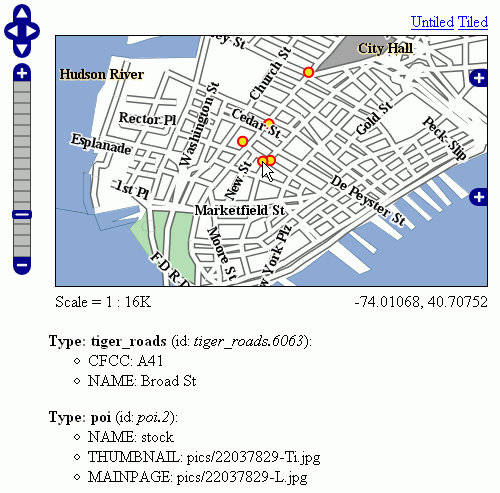 Untiled Tiled
ey St
Church St
City Hall
Hudson River
Washington St
Rector Pl
Cedar St
Gold St
Peck Slip
Esplanade
1st Pl
New St
De Peyster St
Marketfield St
Moore St
York Plz
F D R D
Scale = 1 : 16K
-74.01068, 40.70752
Type: tiger_roads (id: tiger_roads.6063):
CFCC: A41
NAME: Broad St
Type: poi (id: poi.2):
NAME: stock
THUMBNAIL: pics/22037829-Ti.jpg
MAINPAGE: pics/22037829-L.jpg